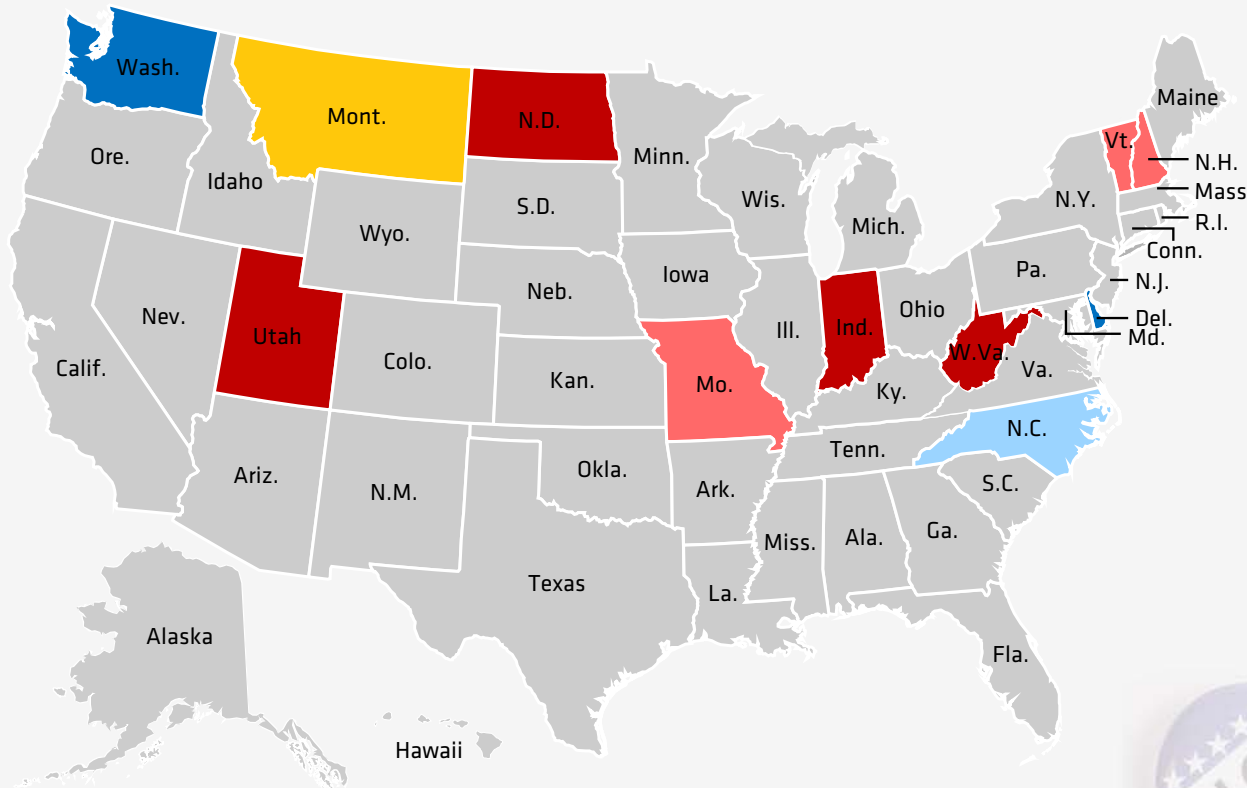 Wash.
Mont.
N.D.
Minn.
Maine
Ore.
Idaho
Vt.
N.H.
Mass
Wis.
S.D.
N.Y.
R.I.
Wyo.
Mich.
Conn.
Iowa
Pa.
N.J.
Neb.
Nev.
Utah
Ill.
Ind.
Ohio
Del.
Md.
Calif.
Colo.
Kan.
Mo.
W.Va.
Va.
Ky.
N.C.
Tenn.
Ariz.
N.M.
Okla.
Ark.
S.C.
Miss.
Ala.
Ga.
Texas
La.
Alaska
Fla.
Hawaii